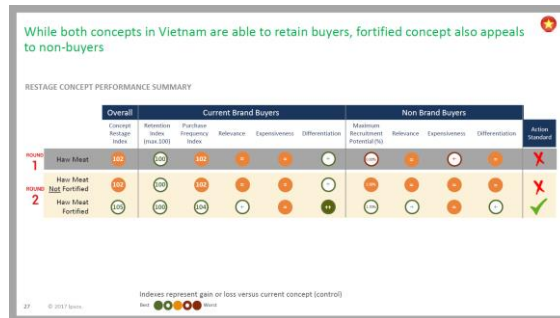 While both concepts in Vietnam are able to retain buyers, fortified concept also appeals
to non-buyers
RESTAGE CONCEPT PERFORMANCE SUMMARY
Overall Current Brand Buyers Non Brand Buyers
Concept Restage Index Retention Index (max.100) Purchase Frequency Index Relevance Expensiveness Differentiation Maximum Recruitment Potential (%) Relevance Expensiveness Differentiation Action Standard
ROUND 1 Haw Meat 102 100 102
ROUND 2
Haw Meat Not Fortified 102 100 102
Haw Meat Fortified 105 100 104
Indexes represent gain or loss versus current concept (control)
Best Worst
27 © 2017 Ipsos